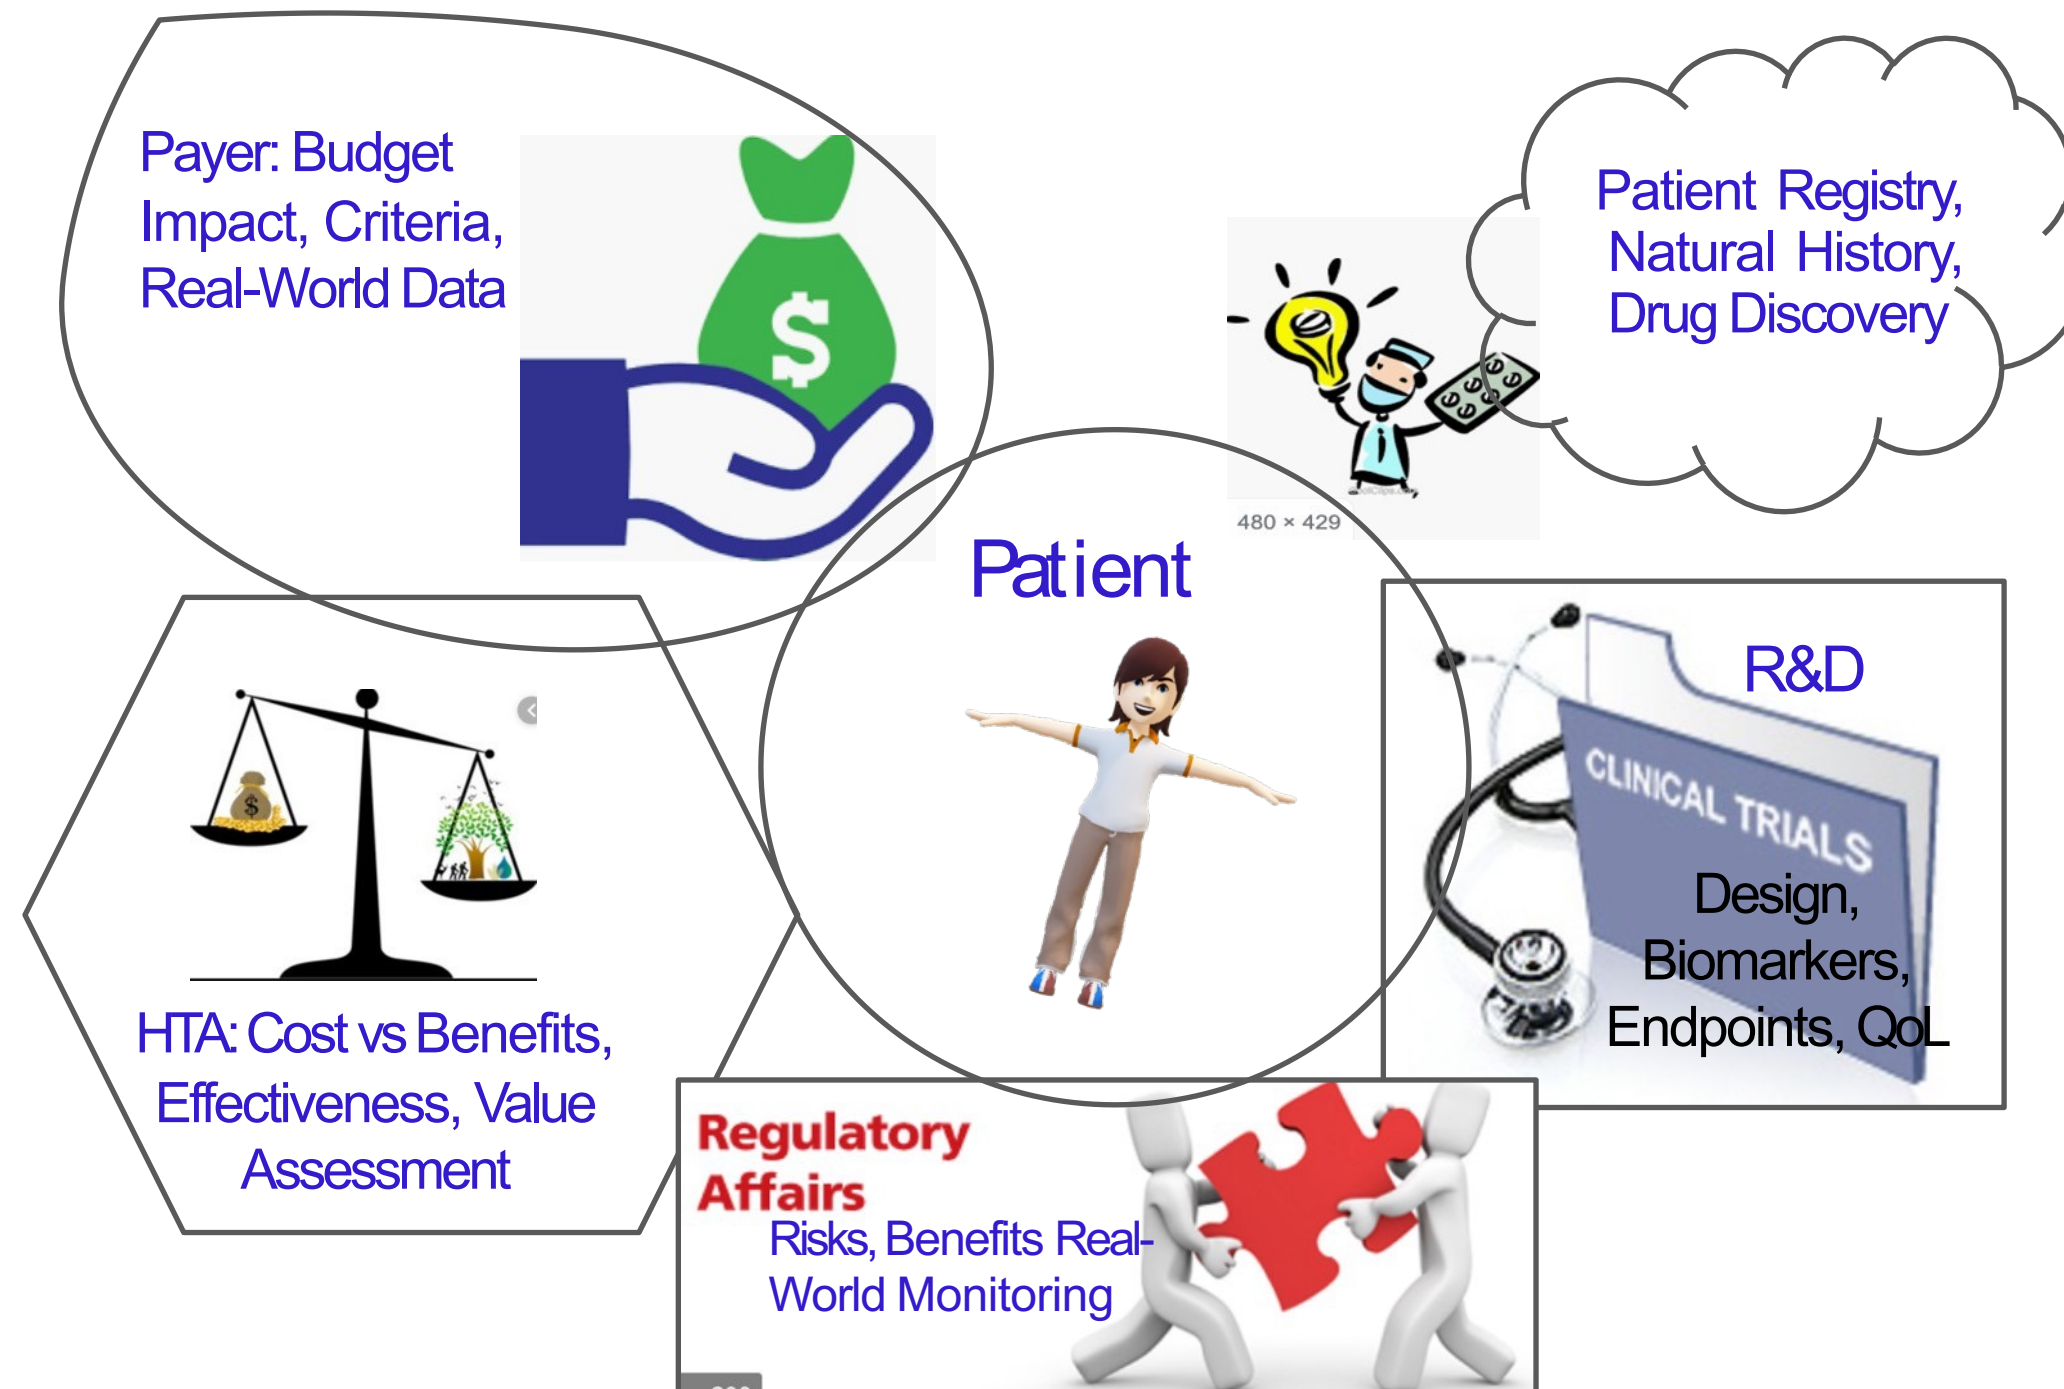 Payer: Budget
Impact, Criteria,
Real-World Data
$
Patient Registry,
Natural History,
Drug Discovery
480 × 429
Patient
R&D
CLINICAL TRIALS
Design,
Biomarkers,
Endpoints, QoL
$
HTA: Cost vs Benefits,
Effectiveness, Value
Assessment
Regulatory
Affairs
Risks, Benefits Real-
World Monitoring